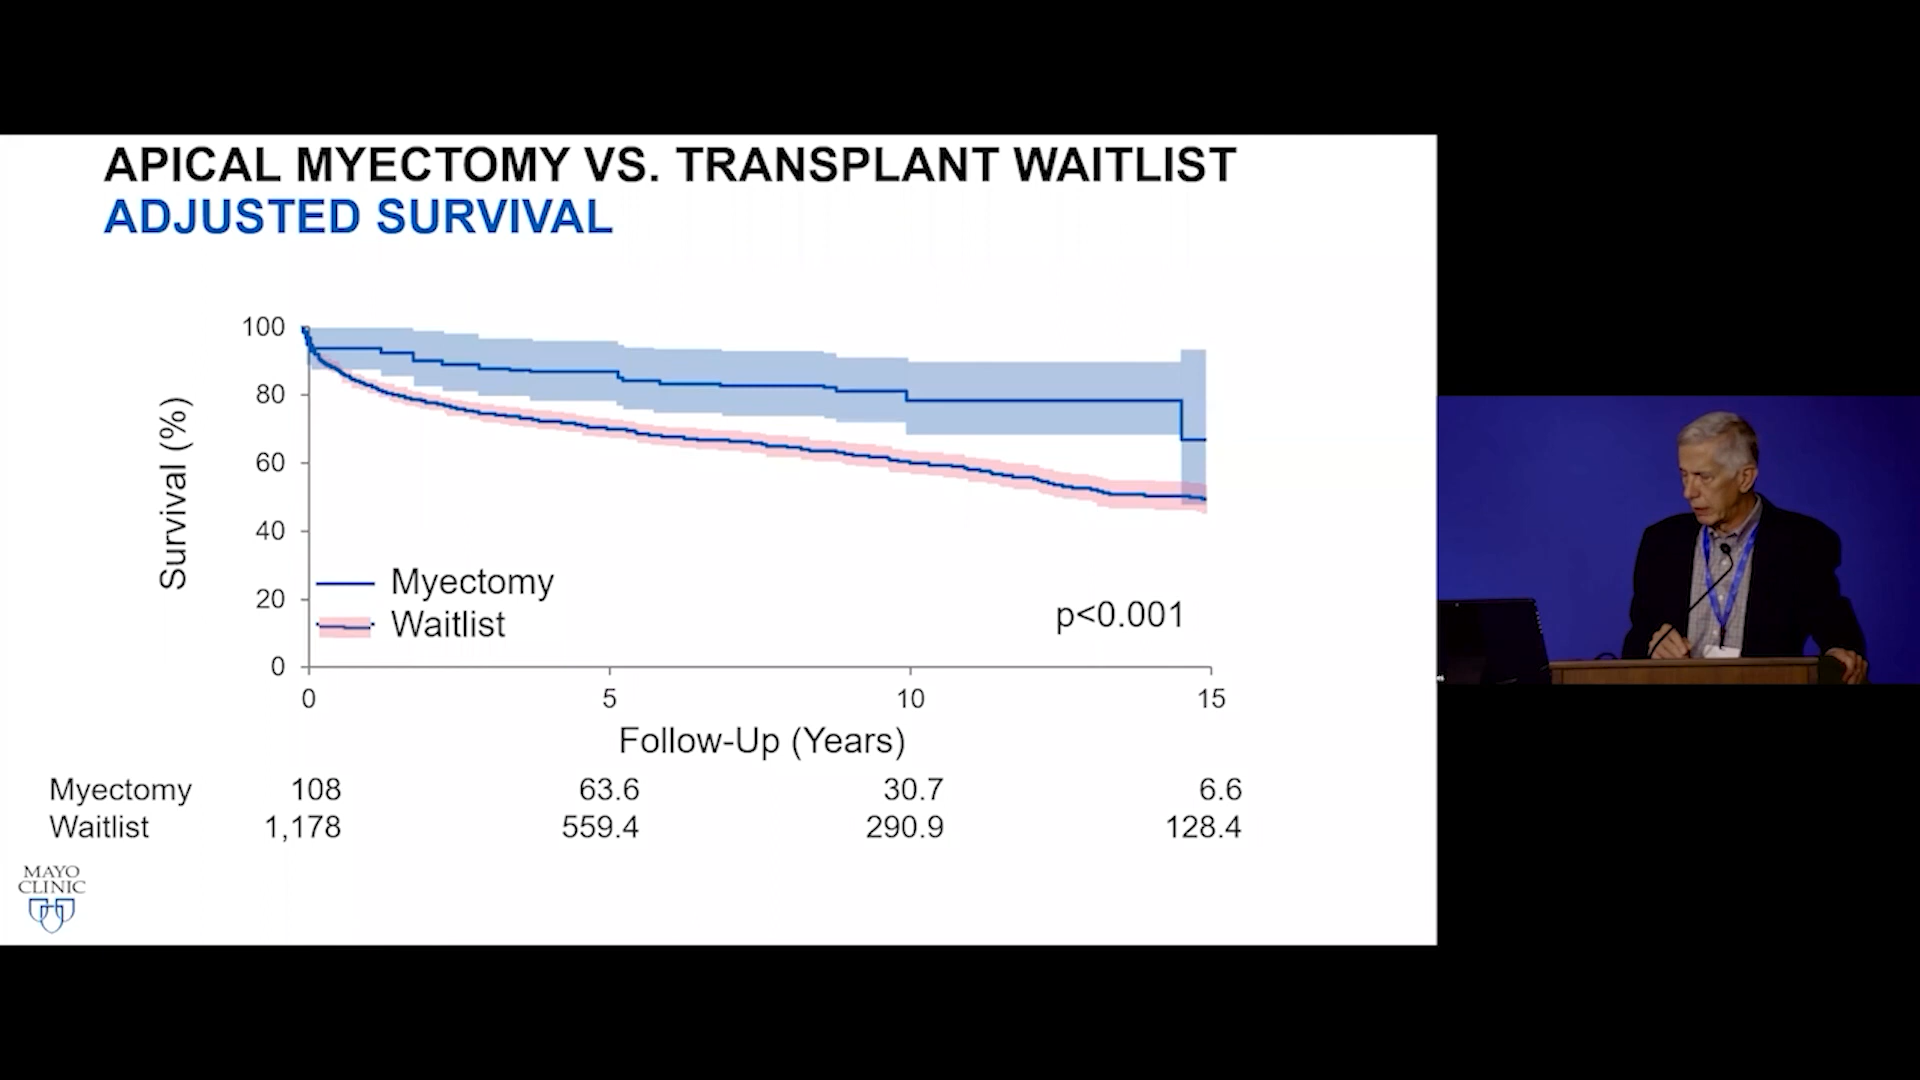 APICAL MYECTOMY VS. TRANSPLANT WAITLIST
ADJUSTED SURVIVAL
Survival (%)
100
80
60
40
20
0
Myectomy
Waitlist
p<0.001
0 5 10 15
Follow-Up (Years)
Myectomy 108 63.6 30.7 6.6
Waitlist 1,178 559.4 290.9 128.4
MAYO
CLINIC